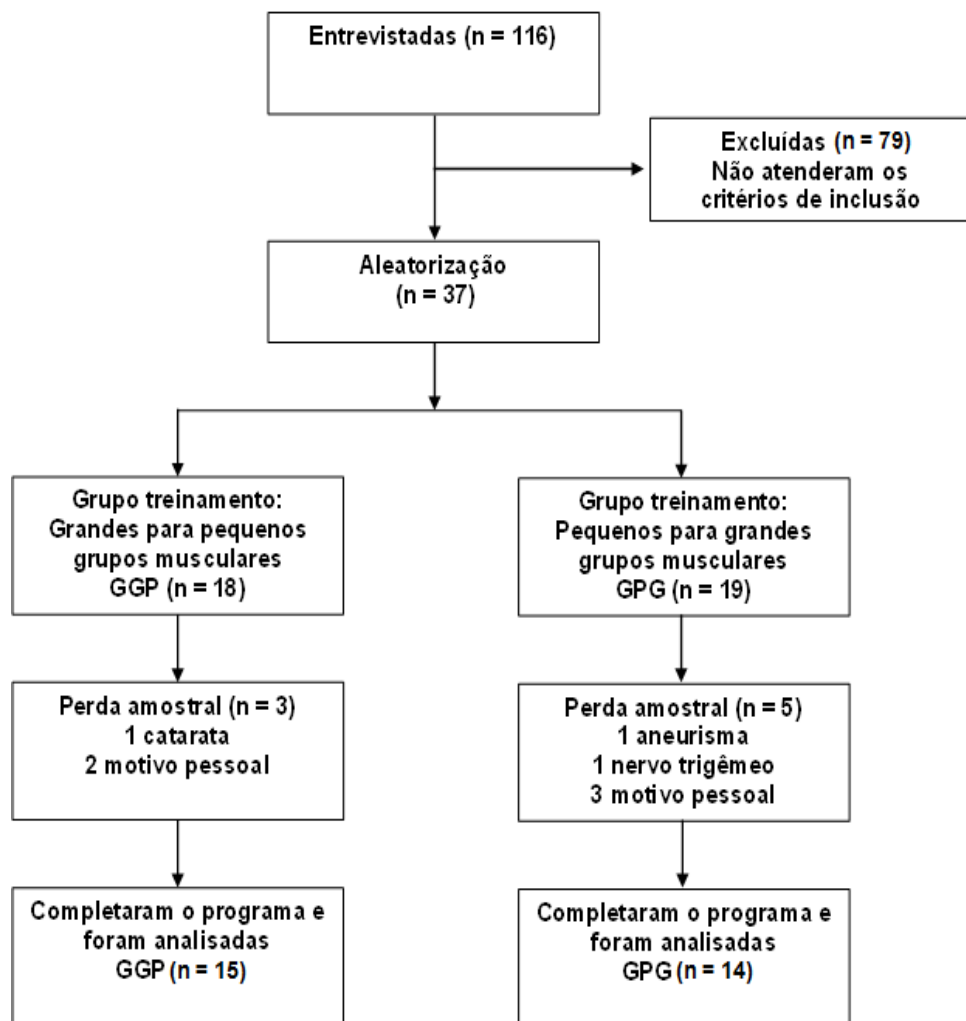 Entrevistadas (n = 116)
Excluídas (n = 79)
Não atenderam os
critérios de inclusão
Aleatorização
(n = 37)
Grupo treinamento:
Grandes para pequenos
grupos musculares
GGP (n = 18)
Grupo treinamento:
Pequenos para grandes
grupos musculares
GPG (n = 19)
Perda amostral (n = 3)
1 catarata
2 motivo pessoal
Perda amostral (n = 5)
1 aneurisma
1 nervo trigêmeo
3 motivo pessoal
Completaram o programa e
foram analisadas
GGP (n = 15)
Completaram o programa e
foram analisadas
GPG (n = 14)